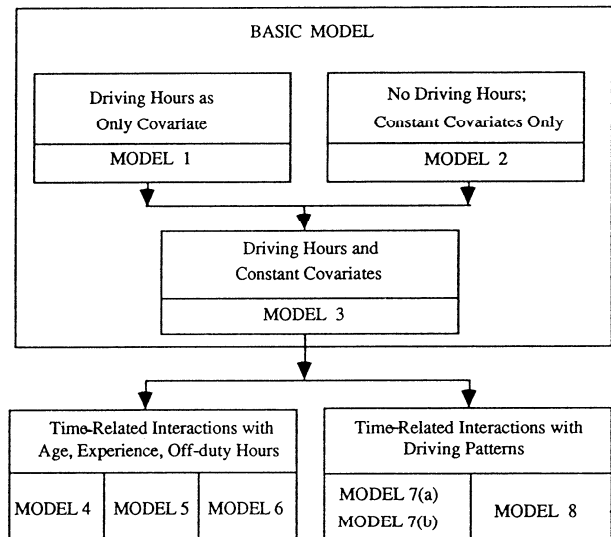 BASIC MODEL
Driving Hours as
Only Covariate
MODEL 1
No Driving Hours;
Constant Covariates Only
MODEL 2
Driving Hours and
Constant Covariates
MODEL 3
Time-Related Interactions with
Age, Experience, Off-duty Hours
MODEL 4
MODEL 5
MODEL 6
Time-Related Interactions with
Driving Patterns
MODEL 7(a)
MODEL 7(b)
MODEL 8